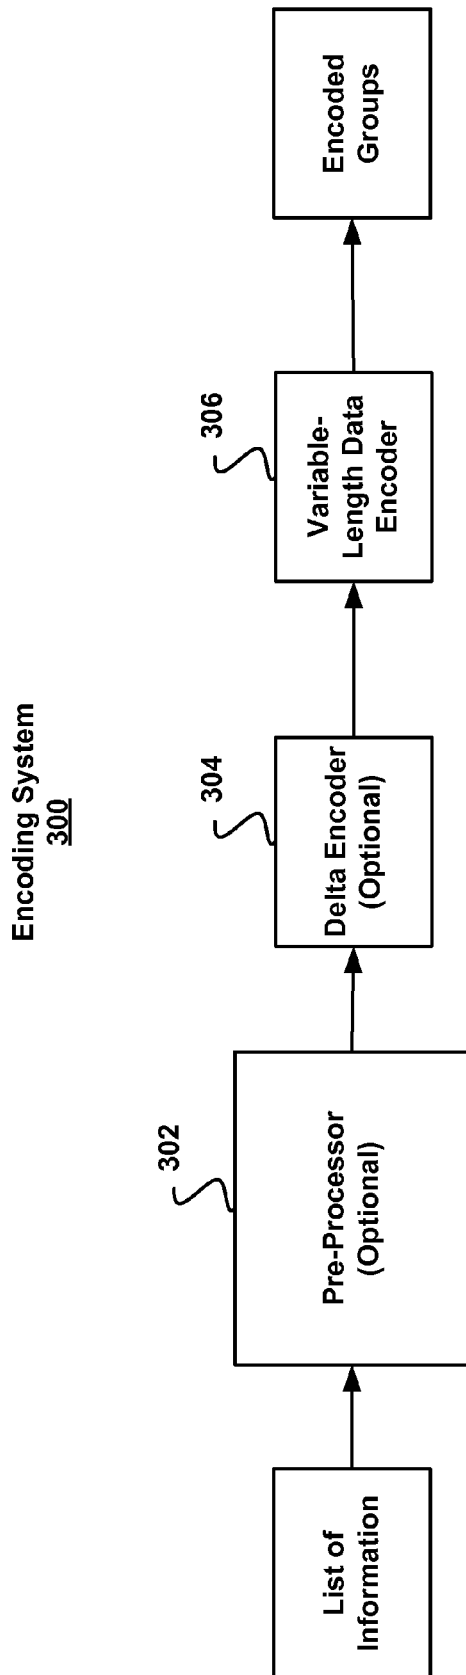 Encoding System
300
List of
Information
302
Pre-Processor
(Optional)
304
Delta Encoder
(Optional)
306
Variable-
Length Data
Encoder
Encoded
Groups